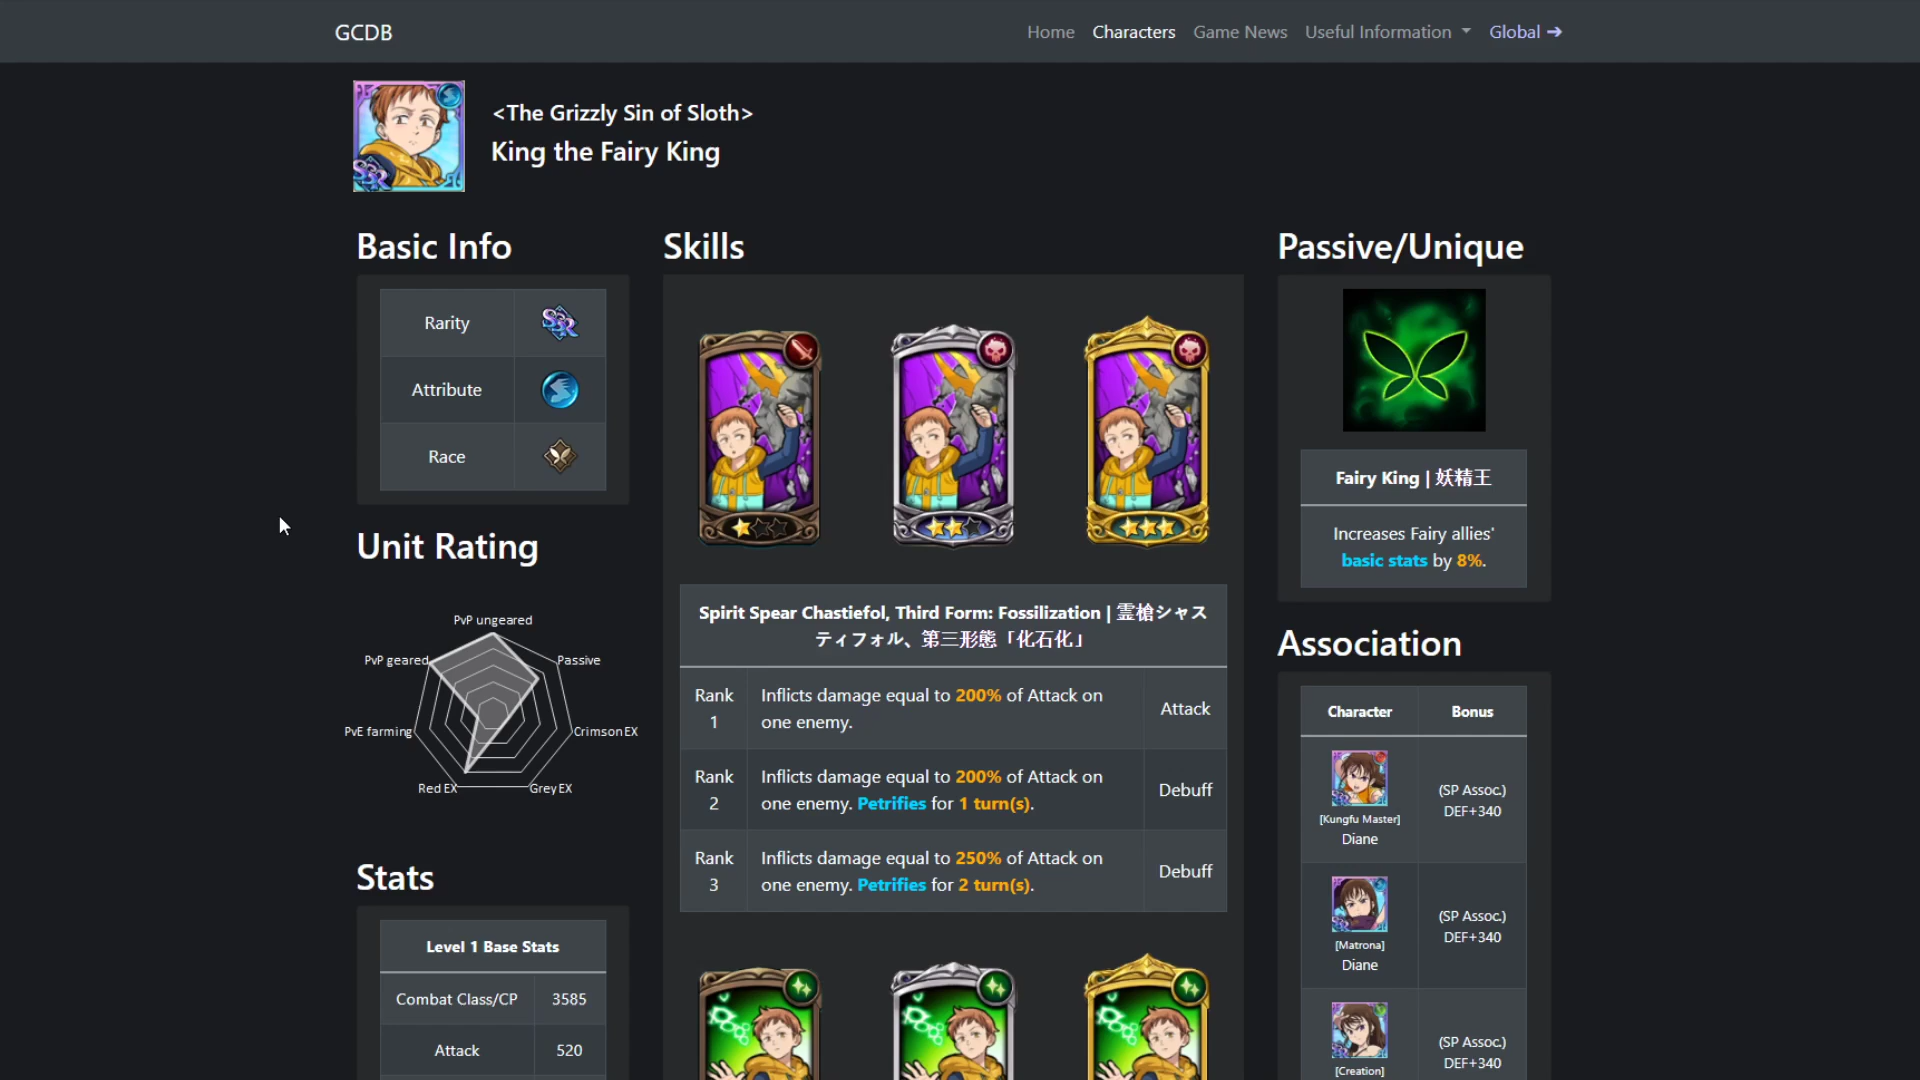 GCDB
Home
Characters
Game News
Useful Information
Global
<The Grizzly Sin of Sloth>
King the Fairy King
Basic Info
Rarity
SSR
Attribute
Race
Unit Rating
PvP ungeared
PvP geared
Passive
PvE farming
Crimson EX
Red EX
Grey EX
Stats
Level 1 Base Stats
Combat Class/CP
3585
Attack
520
Skills
Spirit Spear Chastiefol, Third Form: Fossilization | 霊槍シャス
ティフォル、第三形態「化石化」
Rank
1
Inflicts damage equal to 200% of Attack on
one enemy.
Attack
Rank
2
Inflicts damage equal to 200% of Attack on
one enemy. Petrifies for 1 turn(s).
Debuff
Rank
3
Inflicts damage equal to 250% of Attack on
one enemy. Petrifies for 2 turn(s).
Debuff
Passive/Unique
Fairy King | 妖精王
Increases Fairy allies'
basic stats by 8%.
Association
Character
Bonus
[Kungfu Master]
Diane
(SP Assoc.)
DEF+340
[Matrona]
Diane
(SP Assoc.)
DEF+340
[Creation]
(SP Assoc.)
DEF+340